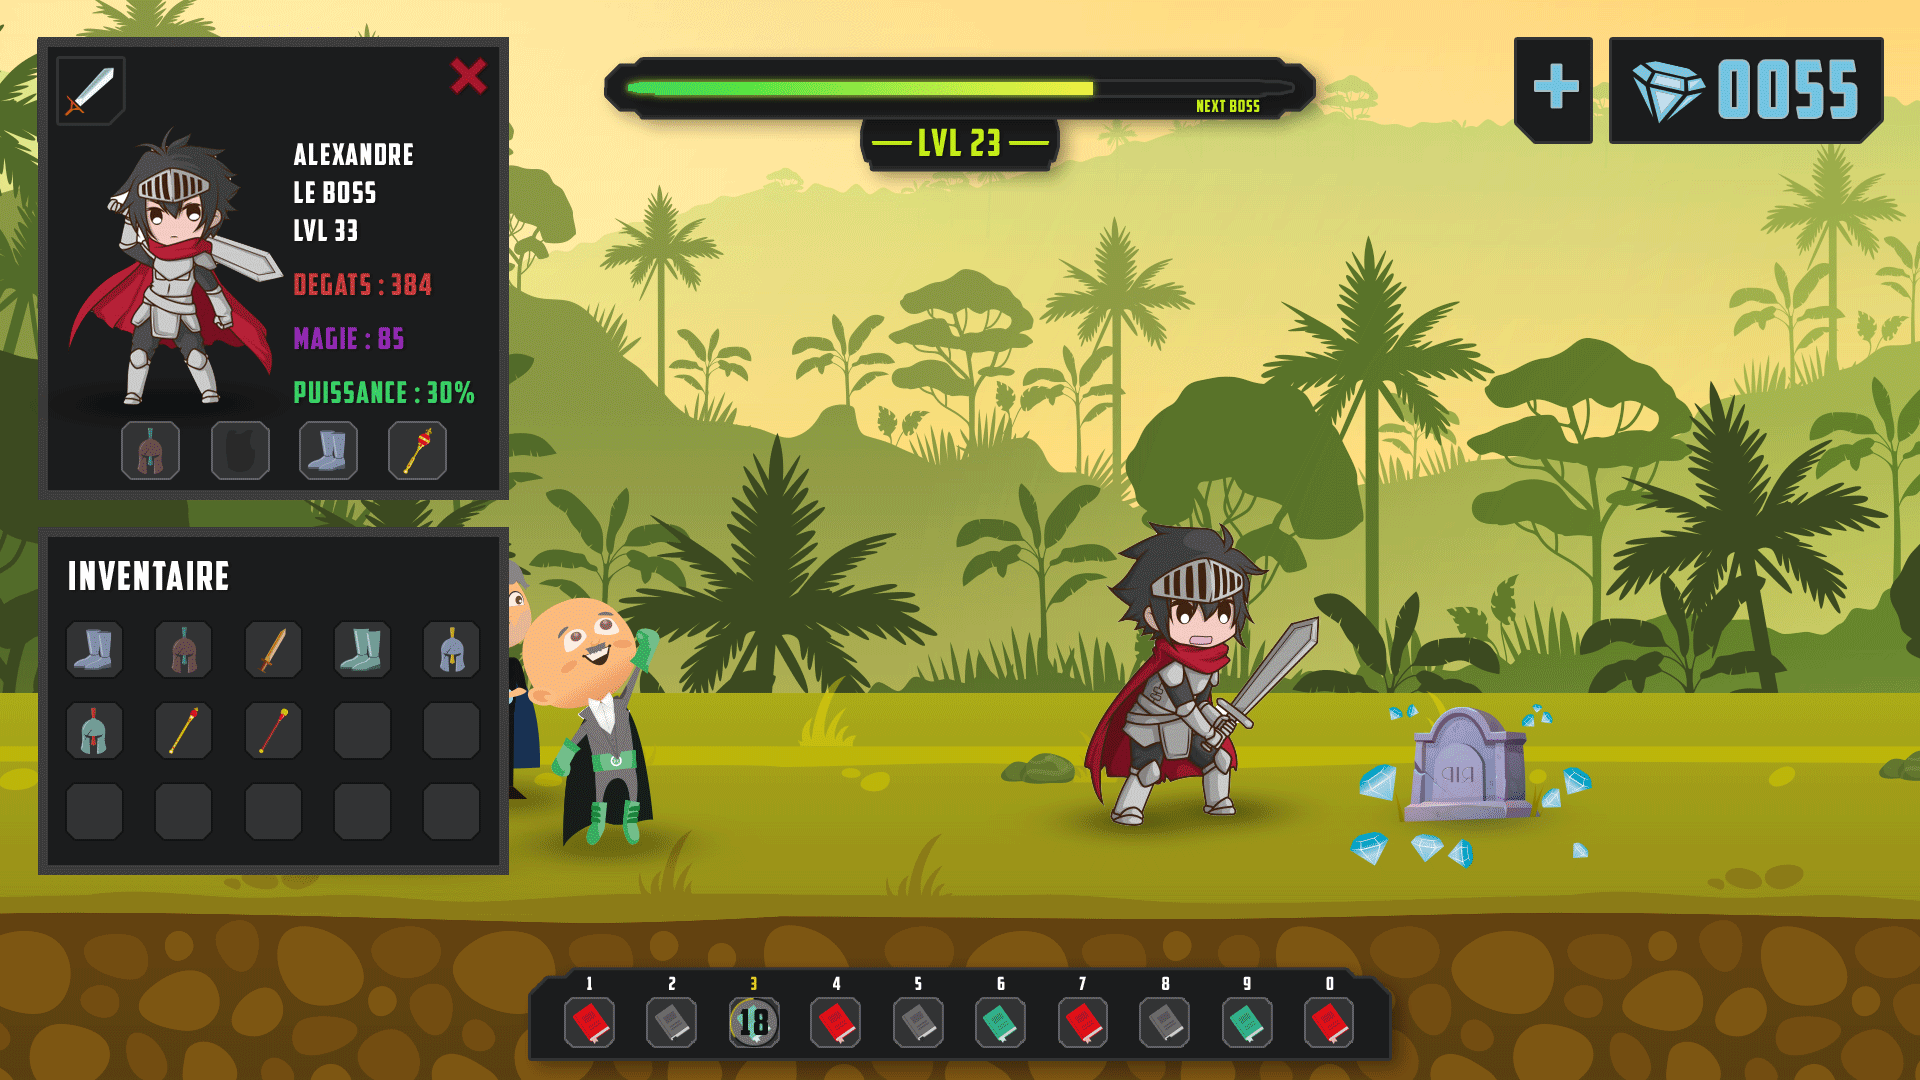 ALEXANDRE
LE BOSS
LVL 33
DEGATS : 384
MAGIE : 85
PUISSANCE : 30%
NEXT BOSS
LVL 23
0055
INVENTAIRE
RIP
1 2 3 4 5 6 7 8 9 0
18